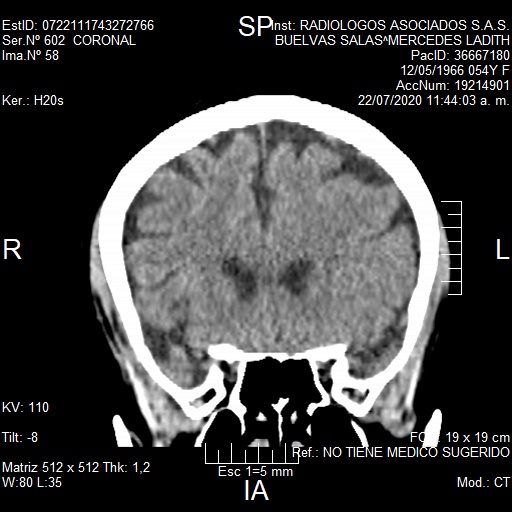 EstID: 0722111743272766
Ser.Nº 602 CORONAL
Ima.Nº 58
Ker.: H20s
SP
Inst: RADIOLOGOS ASOCIADOS S.A.S.
BUELVAS SALAS^MERCEDES LADITH
PacID: 36667180
12/05/1966 054Y F
AccNum: 19214901
22/07/2020 11:44:03 a. m.
R
L
KV: 110
Tilt: -8
Matriz 512 x 512 Thk: 1,2
W:80 L:35
Esc 1=5 mm
IA
19 x 19 cm
Ref.: NO TIENE MEDICO SUGERIDO
Mod.: CT